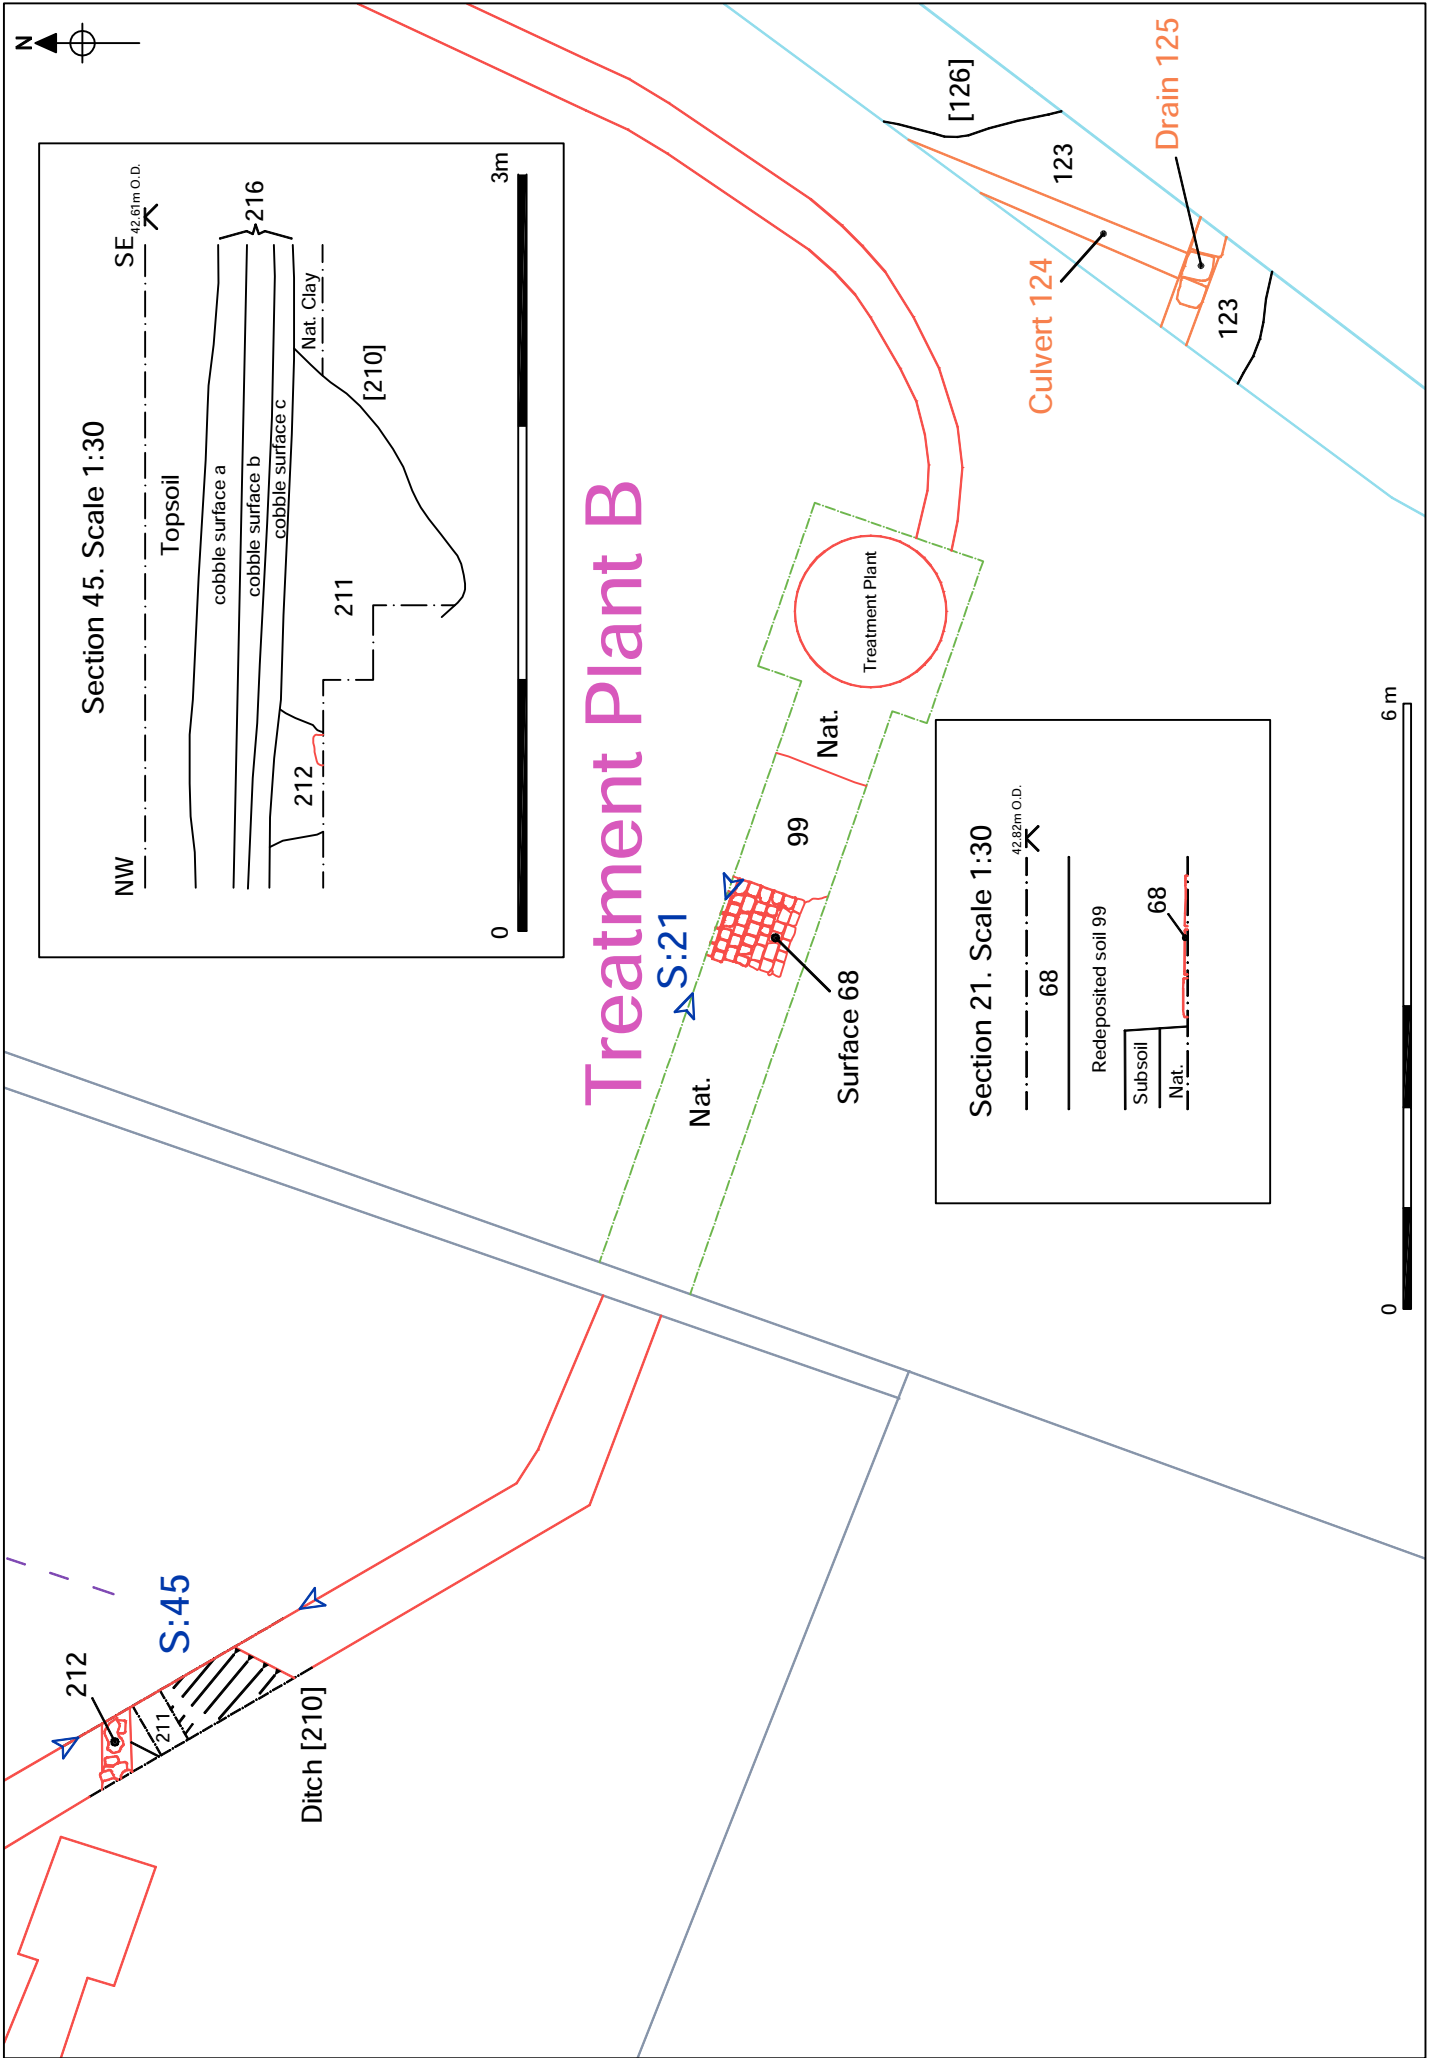 N
Section 45. Scale 1:30
NW
SE
42.61m O.D.
Topsoil
cobble surface a
cobble surface b
cobble surface c
216
Nat. Clay
212
211
[210]
0
3m
Treatment Plant B
S:45
212
211
Ditch [210]
S:21
Nat.
Surface 68
99
Nat.
Treatment Plant
[126]
123
Drain 125
Culvert 124
123
Section 21. Scale 1:30
42.82m O.D.
68
Redeposited soil 99
Subsoil
Nat.
68
0
6 m